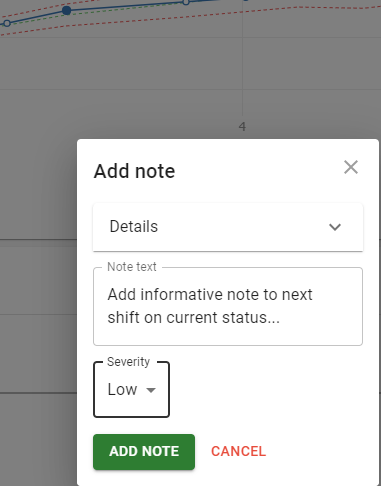 4
Add note
Details
Note text
Add informative note to next
shift on current status...
Severity
Low
ADD NOTE CANCEL